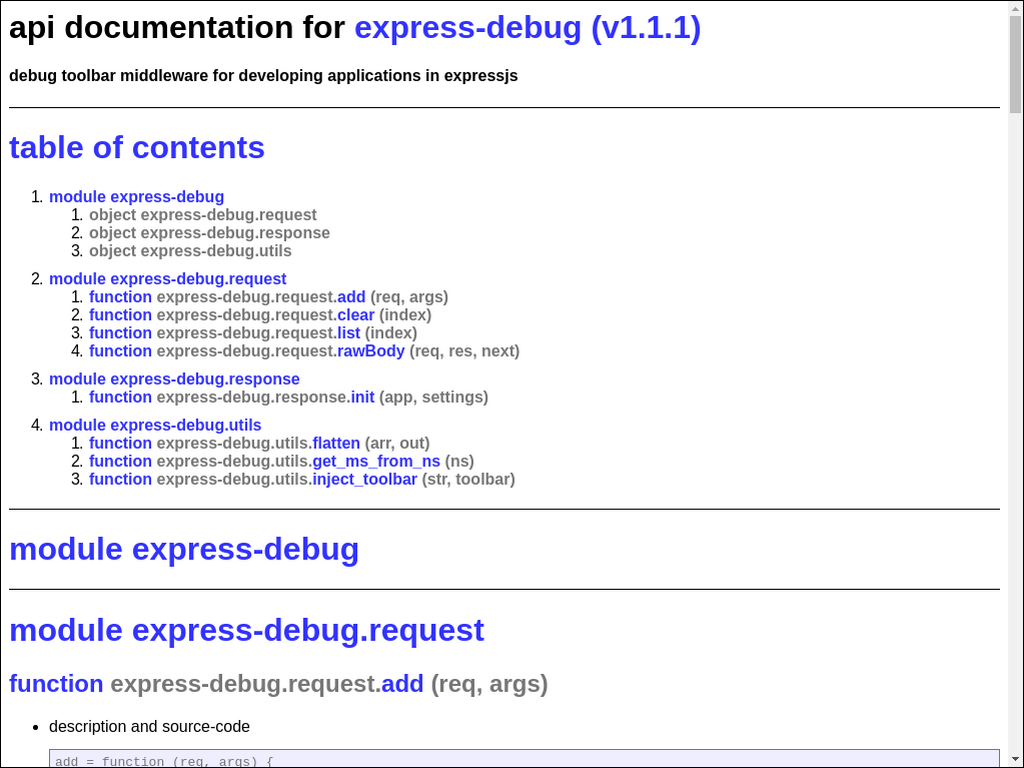 api documentation for express-debug (v1.1.1)
debug toolbar middleware for developing applications in expressjs
table of contents
1. module express-debug
1. object express-debug.request
2. object express-debug.response
3. object express-debug.utils
2. module express-debug.request
1. function express-debug.request.add (req, args)
2. function express-debug.request.clear (index)
3. function express-debug.request.list (index)
4. function express-debug.request.rawBody (req, res, next)
3. module express-debug.response
1. function express-debug.response.init (app, settings)
4. module express-debug.utils
1. function express-debug.utils.flatten (arr, out)
2. function express-debug.utils.get_ms_from_ns (ns)
3. function express-debug.utils.inject_toolbar (str, toolbar)
module express-debug
module express-debug.request
function express-debug.request.add (req, args)
• description and source-code
add = function (req, args) {